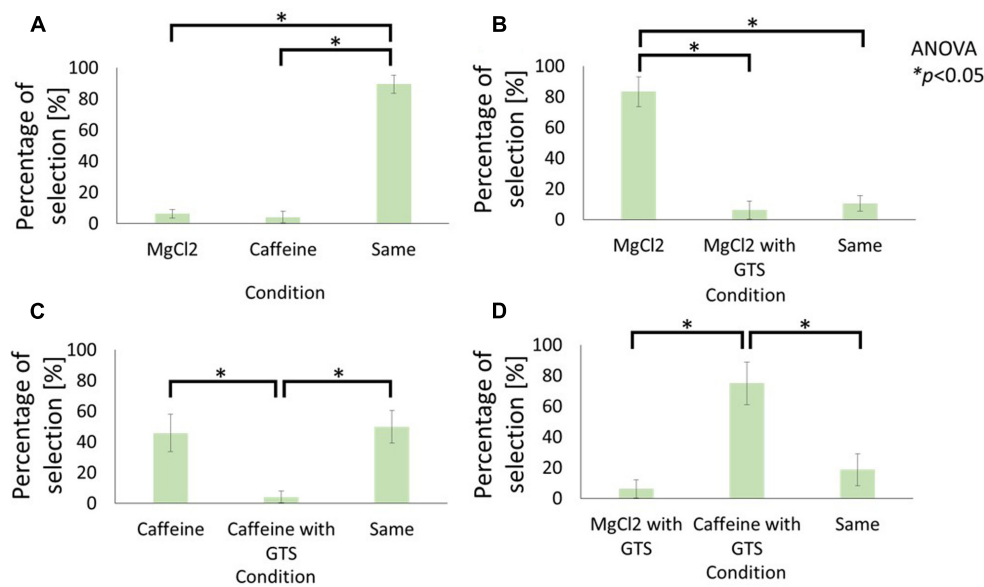 A
*
*
Percentage of
selection [%]
100
80
60
40
20
0
MgCl2 Caffeine Same
Condition
B
*
*
Percentage of
selection [%]
100
80
60
40
20
0
MgCl2 MgCl2 with Same
GTS
Condition
ANOVA
*p<0.05
C
*
*
Percentage of
selection [%]
100
80
60
40
20
0
Caffeine Caffeine with Same
GTS
Condition
D
*
*
Percentage of
selection [%]
100
80
60
40
20
0
MgCl2 with Caffeine with Same
GTS GTS
Condition